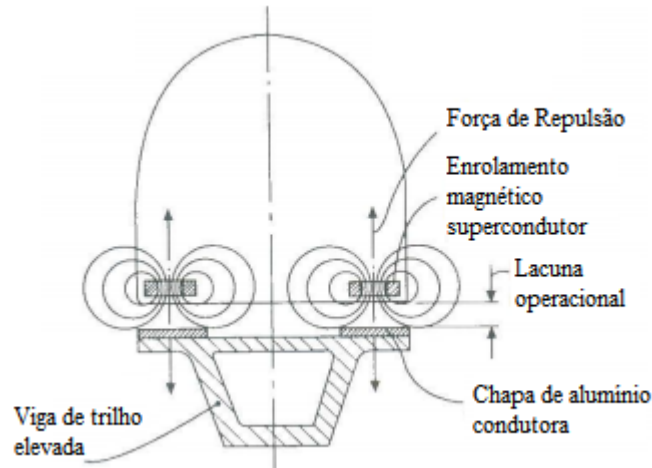 Força de Repulsão
Enrolamento
magnético
supercondutor
Lacuna
operacional
Chapa de alumínio
condutora
Viga de trilho
elevada